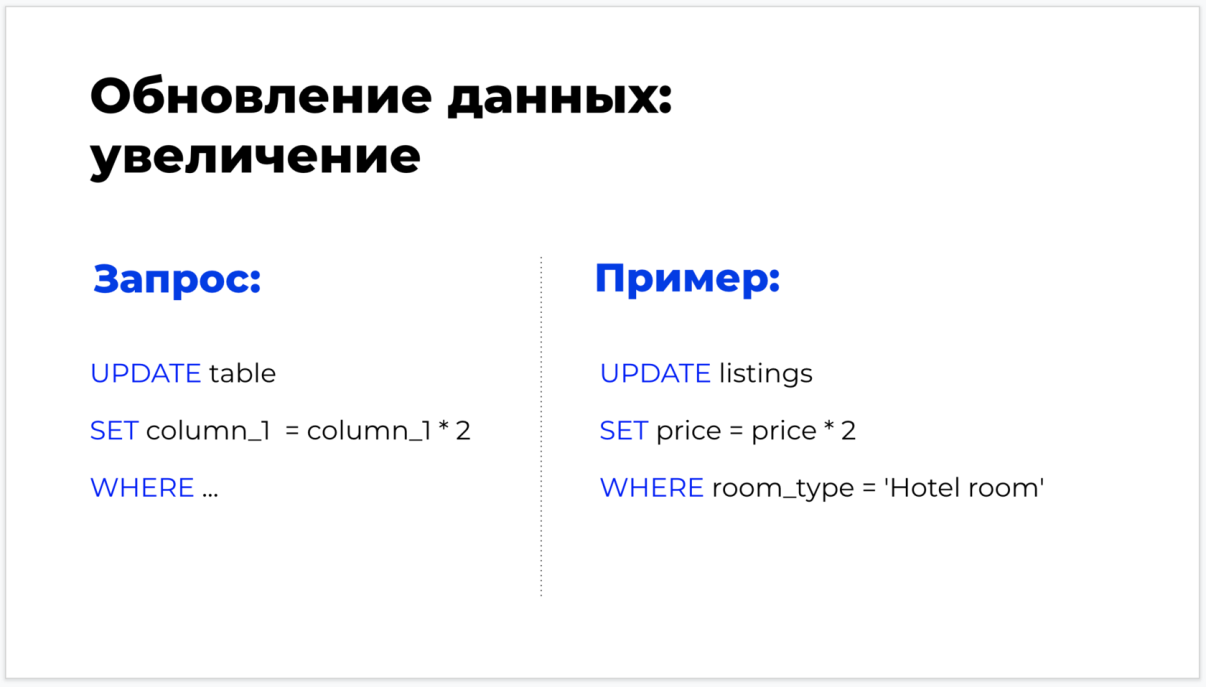 Обновление данных:
увеличение
Запрос:
UPDATE table
SET column_1  = column_1 * 2
WHERE ...
Пример:
UPDATE listings
SET price = price * 2
WHERE room_type = 'Hotel room'